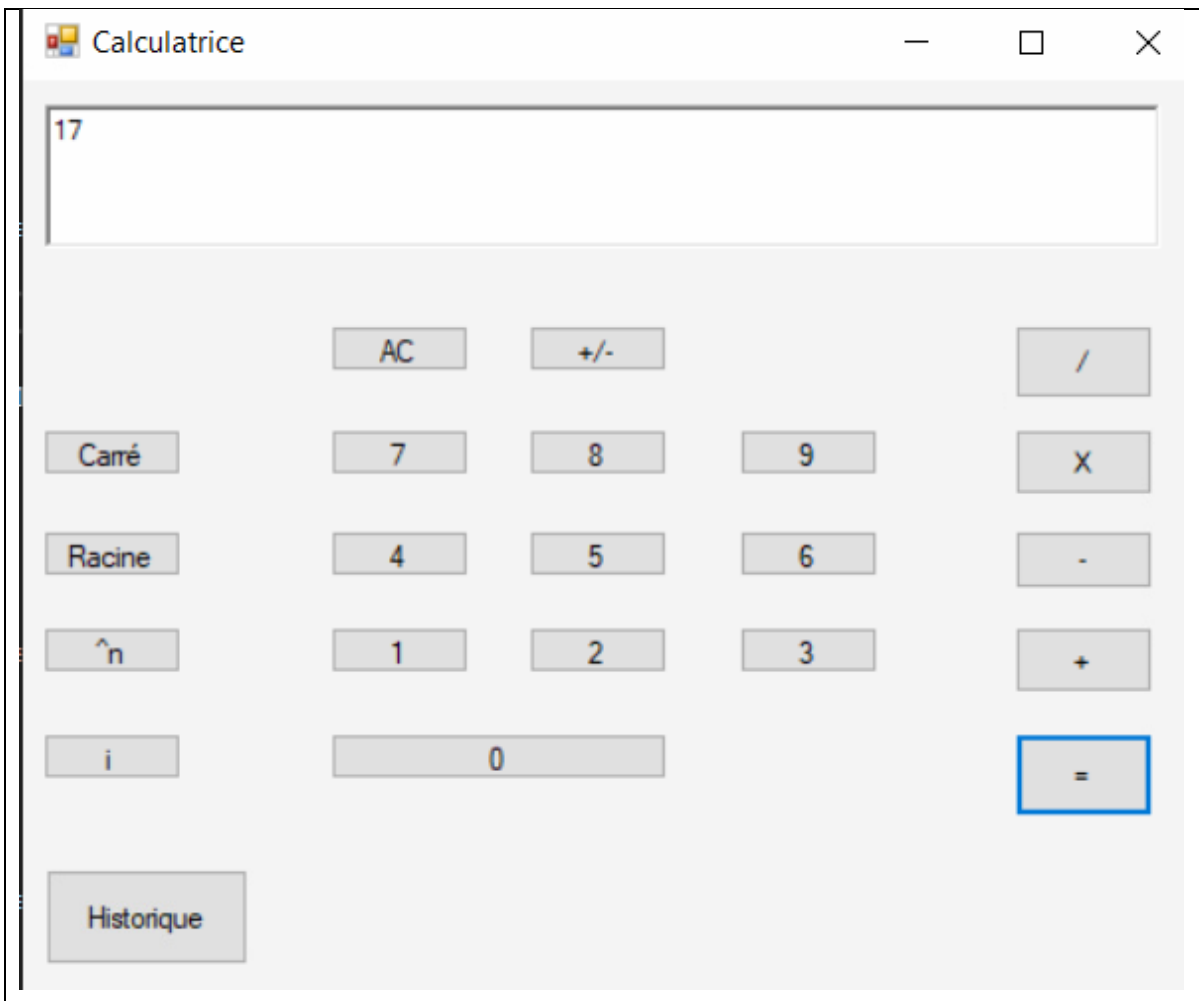 Calculatrice
17
AC +/- /
Carré 7 8 9 X
Racine 4 5 6 -
^n 1 2 3 +
i 0 =
Historique